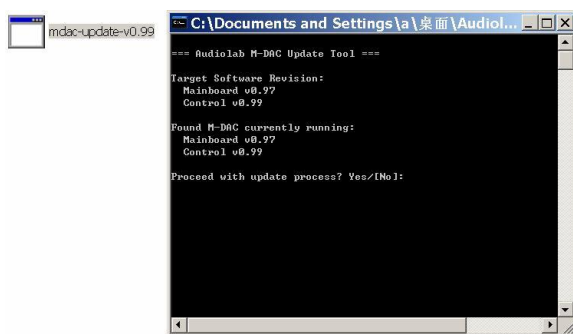 mdac-update-v0.99
C:\Documents and Settings\a\桌面\Audiol...
=== Audiolab M-DAC Update Tool ===
Target Software Revision:
Mainboard v0.97
Control v0.99
Found M-DAC currently running:
Mainboard v0.97
Control v0.99
Proceed with update process? Yes/[No]: